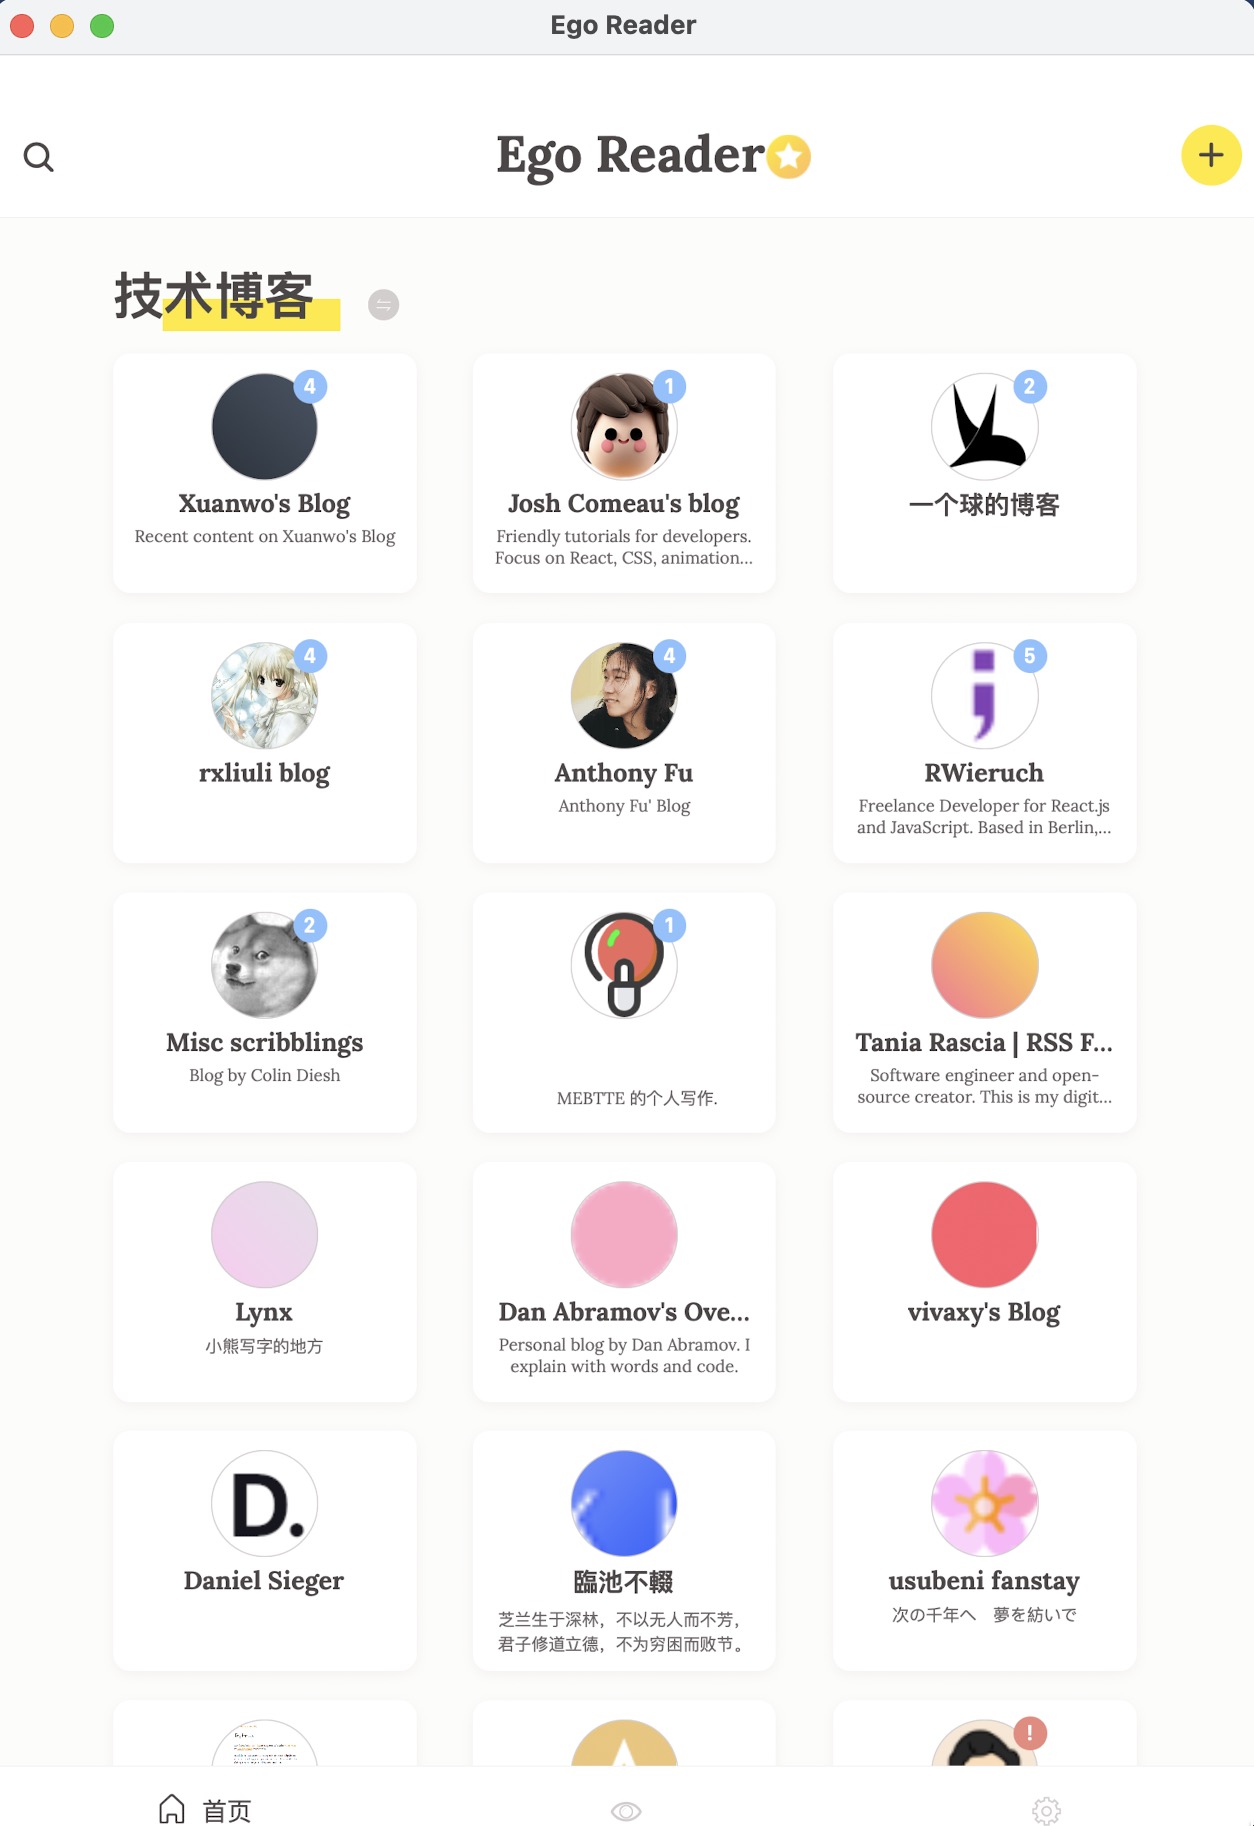 Ego Reader
Ego Reader
技术博客
4
Xuanwo's Blog
Recent content on Xuanwo's Blog
1
Josh Comeau's blog
Friendly tutorials for developers.
Focus on React, CSS, animation...
2
一个球的博客
4
rxliuli blog
4
Anthony Fu
Anthony Fu' Blog
5
RWieruch
Freelance Developer for React.js
and JavaScript. Based in Berlin,...
2
Misc scribblings
Blog by Colin Diesh
1
MEBTTE 的个人写作.
Tania Rascia | RSS F...
Software engineer and open-
source creator. This is my digit...
Lynx
小熊写字的地方
Dan Abramov's Ove...
Personal blog by Dan Abramov. I
explain with words and code.
vivaxy's Blog
D.
Daniel Sieger
臨池不輟
芝兰生于深林，不以无人而不芳，
君子修道立德，不为穷困而败节。
usubeni fanstay
次の千年へ　夢を紡いで
!
首页